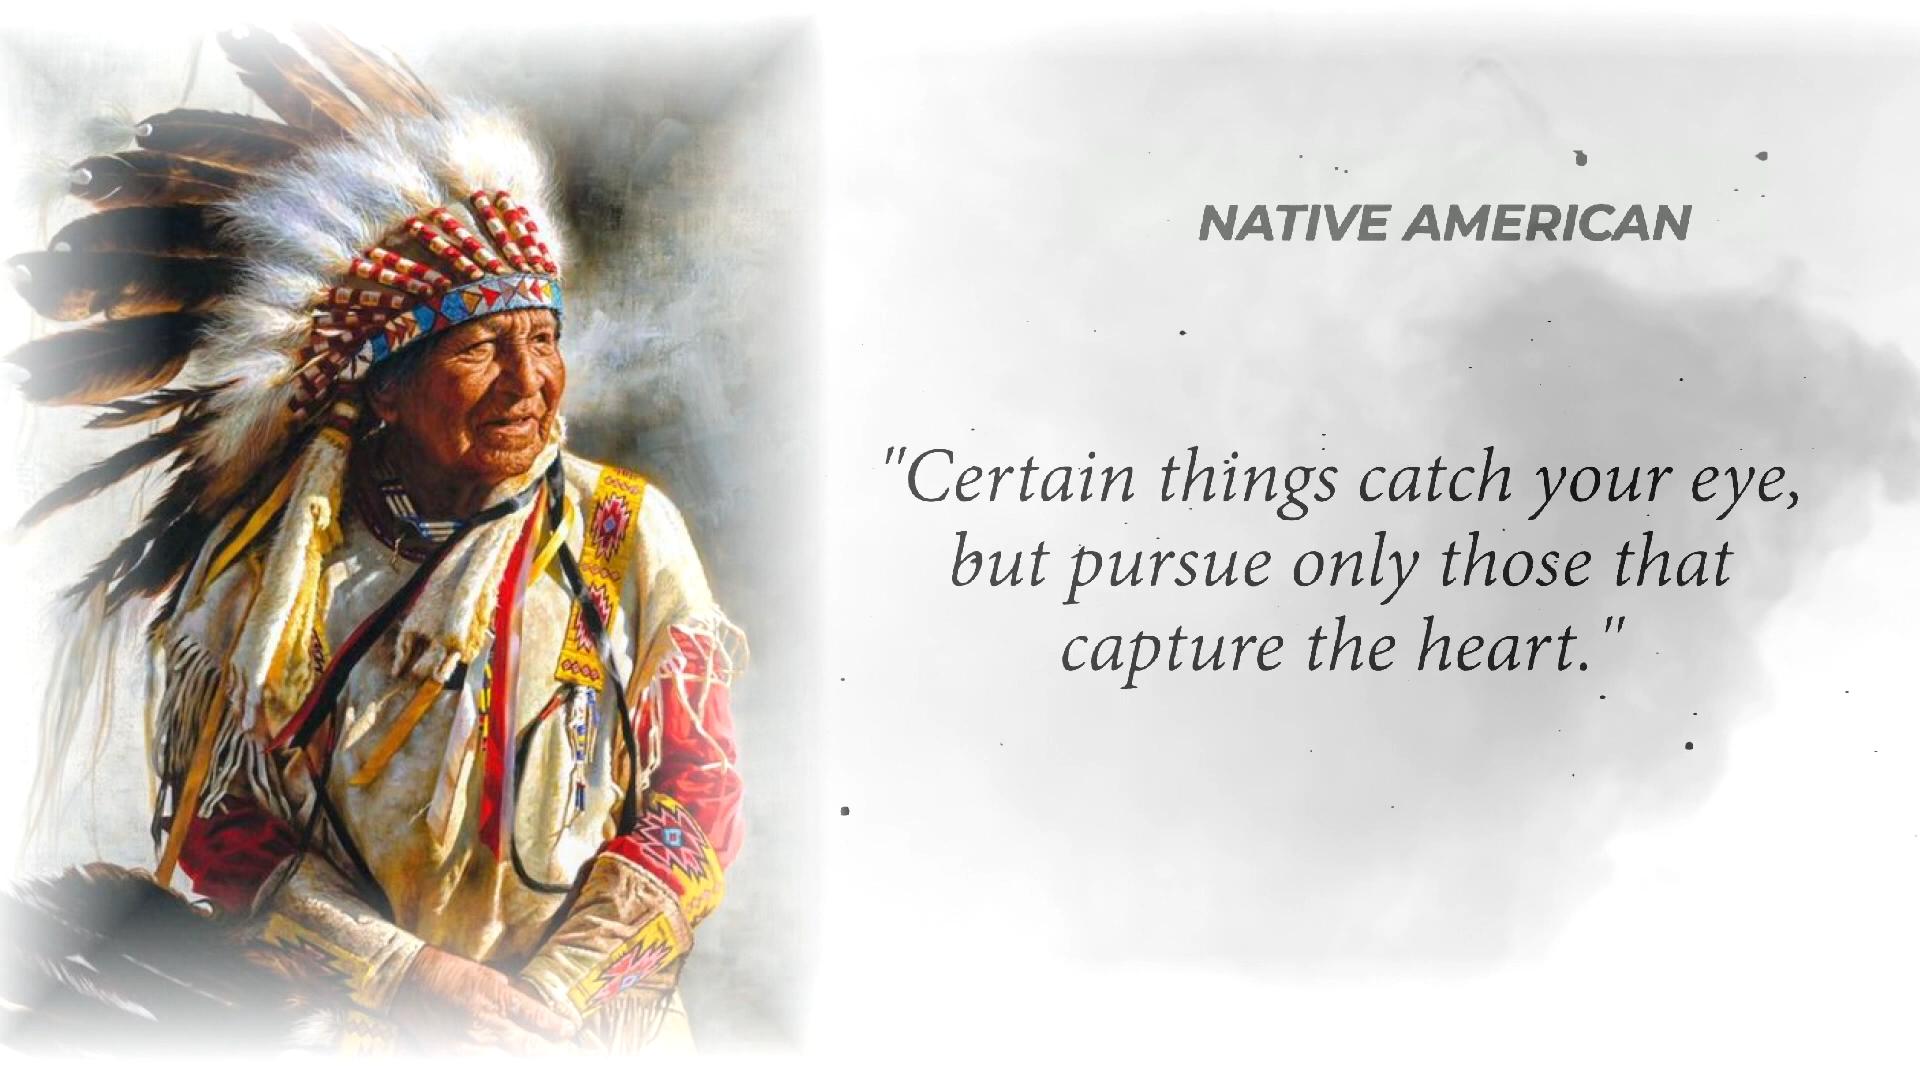 NATIVE AMERICAN
"Certain things catch your eye,
but pursue only those that
capture the heart."